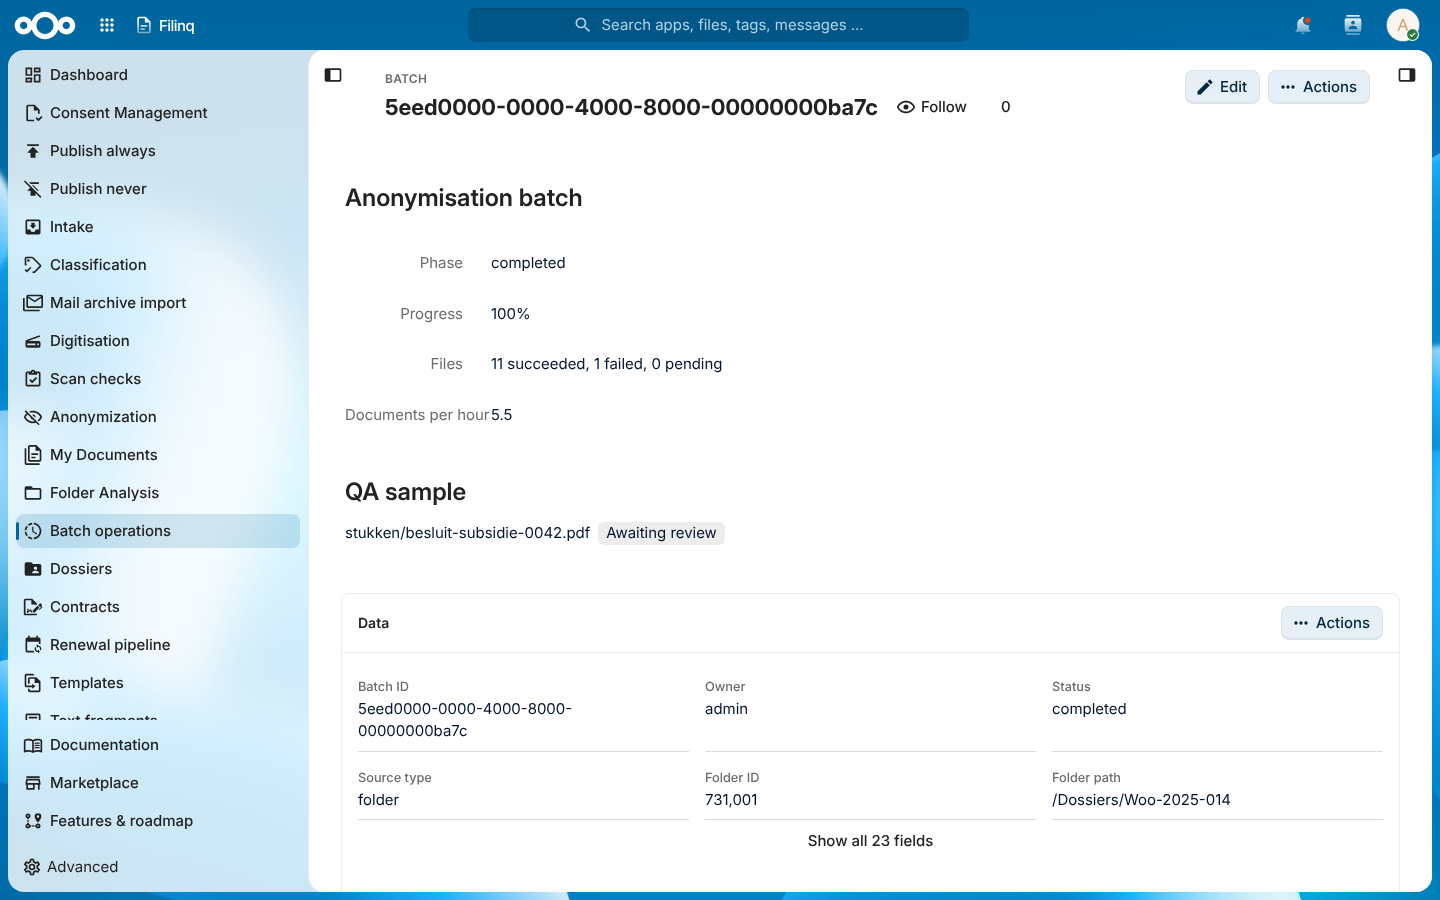 Filinq
Search apps, files, tags, messages ...
A
Dashboard
Consent Management
Publish always
Publish never
Intake
Classification
Mail archive import
Digitisation
Scan checks
Anonymization
My Documents
Folder Analysis
Batch operations
Dossiers
Contracts
Renewal pipeline
Templates
Text fragments
Documentation
Marketplace
Features & roadmap
Advanced
BATCH
5eed0000-0000-4000-8000-00000000ba7c
Follow
0
Edit
Actions
Anonymisation batch
Phase completed
Progress 100%
Files 11 succeeded, 1 failed, 0 pending
Documents per hour 5.5
QA sample
stukken/besluit-subsidie-0042.pdf Awaiting review
Data
Actions
Batch ID
5eed0000-0000-4000-8000-
00000000ba7c
Owner
admin
Status
completed
Source type
folder
Folder ID
731,001
Folder path
/Dossiers/Woo-2025-014
Show all 23 fields